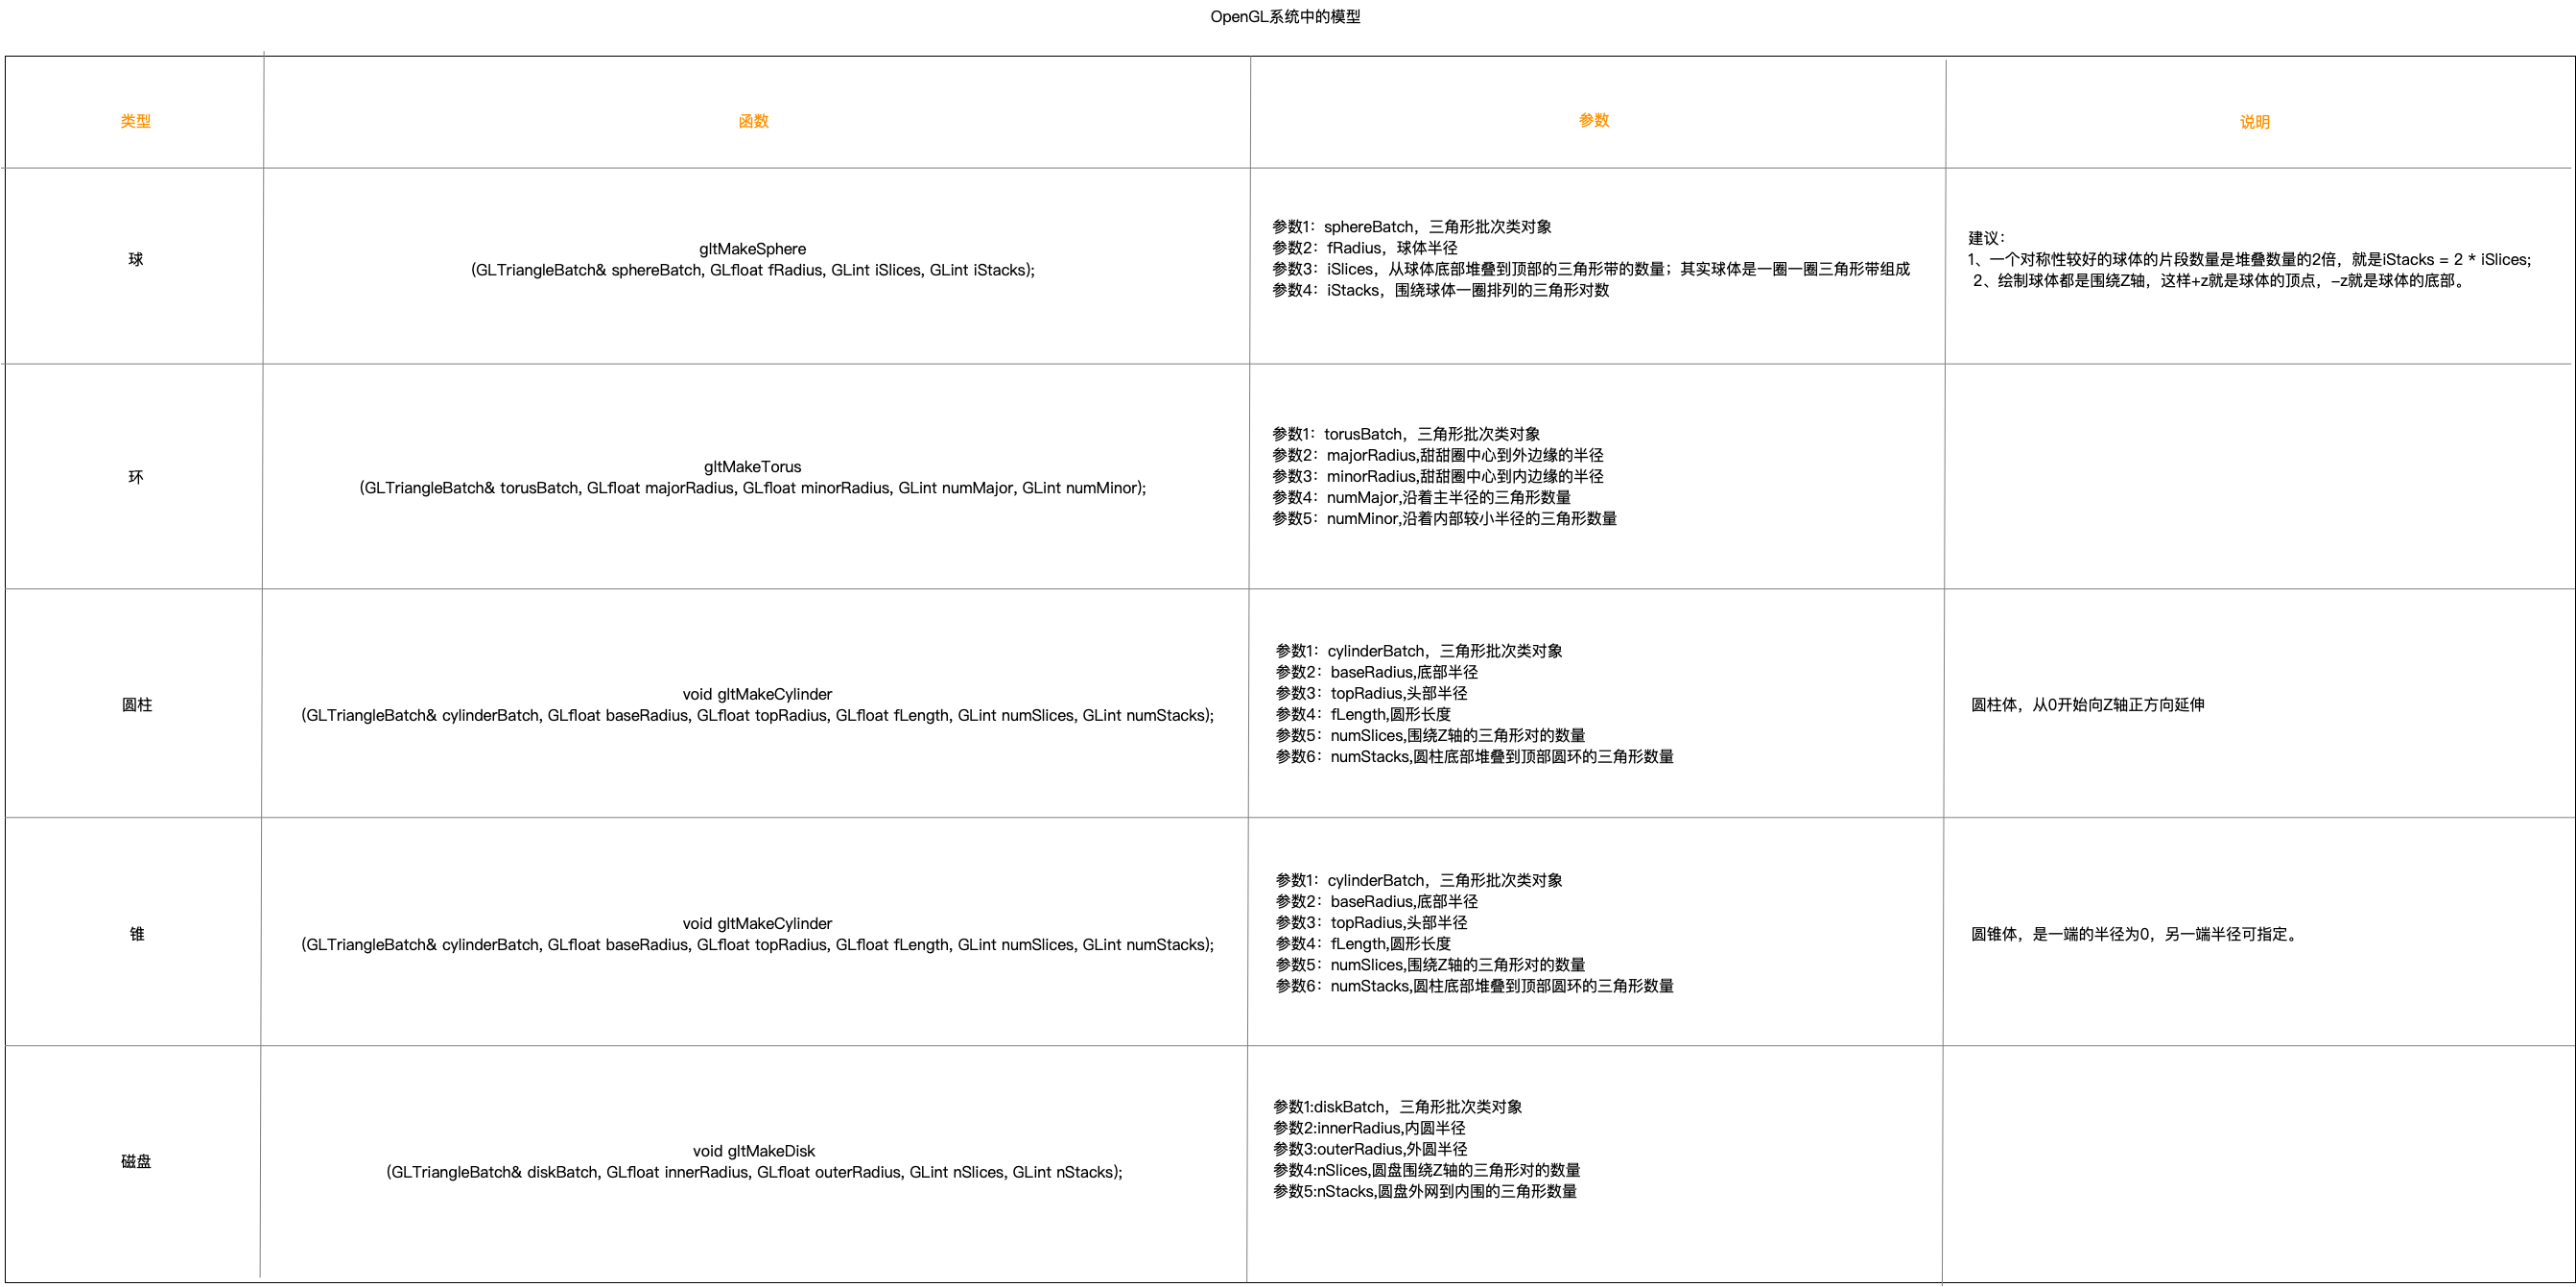 OpenGL系统中的模型
类型
函数
参数
说明
球
gltMakeSphere
(GLTriangleBatch& sphereBatch, GLfloat fRadius, GLint iSlices, GLint iStacks);
参数1：sphereBatch，三角形批次类对象
参数2：fRadius，球体半径
参数3：iSlices，从球体底部堆叠到顶部的三角形带的数量；其实球体是一圈一圈三角形带组成
参数4：iStacks，围绕球体一圈排列的三角形对数
建议：
1、一个对称性较好的球体的片段数量是堆叠数量的2倍，就是iStacks = 2 * iSlices;
2、绘制球体都是围绕Z轴，这样+z就是球体的顶点，-z就是球体的底部。
环
gltMakeTorus
(GLTriangleBatch& torusBatch, GLfloat majorRadius, GLfloat minorRadius, GLint numMajor, GLint numMinor);
参数1：torusBatch，三角形批次类对象
参数2：majorRadius,甜甜圈中心到外边缘的半径
参数3：minorRadius,甜甜圈中心到内边缘的半径
参数4：numMajor,沿着主半径的三角形数量
参数5：numMinor,沿着内部较小半径的三角形数量
圆柱
void gltMakeCylinder
(GLTriangleBatch& cylinderBatch, GLfloat baseRadius, GLfloat topRadius, GLfloat fLength, GLint numSlices, GLint numStacks);
参数1：cylinderBatch，三角形批次类对象
参数2：baseRadius,底部半径
参数3：topRadius,头部半径
参数4：fLength,圆形长度
参数5：numSlices,围绕Z轴的三角形对的数量
参数6：numStacks,圆柱底部堆叠到顶部圆环的三角形数量
圆柱体，从0开始向Z轴正方向延伸
锥
void gltMakeCylinder
(GLTriangleBatch& cylinderBatch, GLfloat baseRadius, GLfloat topRadius, GLfloat fLength, GLint numSlices, GLint numStacks);
参数1：cylinderBatch，三角形批次类对象
参数2：baseRadius,底部半径
参数3：topRadius,头部半径
参数4：fLength,圆形长度
参数5：numSlices,围绕Z轴的三角形对的数量
参数6：numStacks,圆柱底部堆叠到顶部圆环的三角形数量
圆锥体，是一端的半径为0，另一端半径可指定。
磁盘
void gltMakeDisk
(GLTriangleBatch& diskBatch, GLfloat innerRadius, GLfloat outerRadius, GLint nSlices, GLint nStacks);
参数1:diskBatch，三角形批次类对象
参数2:innerRadius,内圆半径
参数3:outerRadius,外圆半径
参数4:nSlices,圆盘围绕Z轴的三角形对的数量
参数5:nStacks,圆盘外网到内围的三角形数量